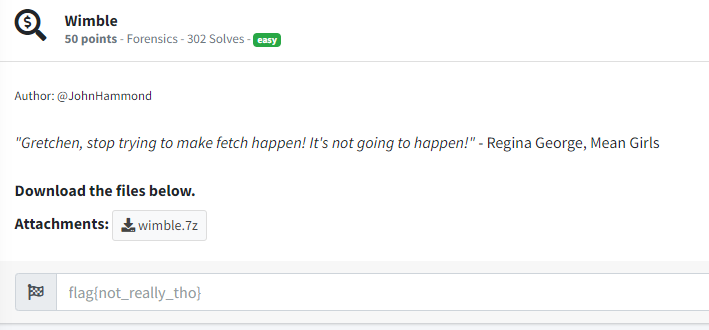 Wimble
50 points - Forensics - 302 Solves - easy
Author: @JohnHammond
"Gretchen, stop trying to make fetch happen! It's not going to happen!" - Regina George, Mean Girls
Download the files below.
Attachments: wimble.7z
flag{not_really_tho}